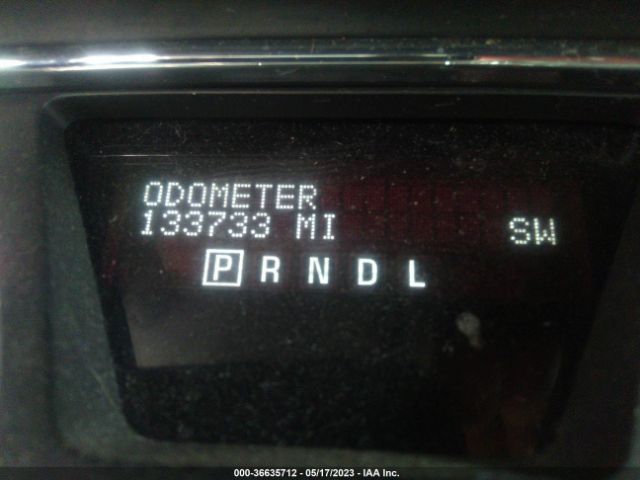 ODOMETER
133733 MI SW
P R N D L
000-36635712 - 05/17/2023 - IAA Inc.